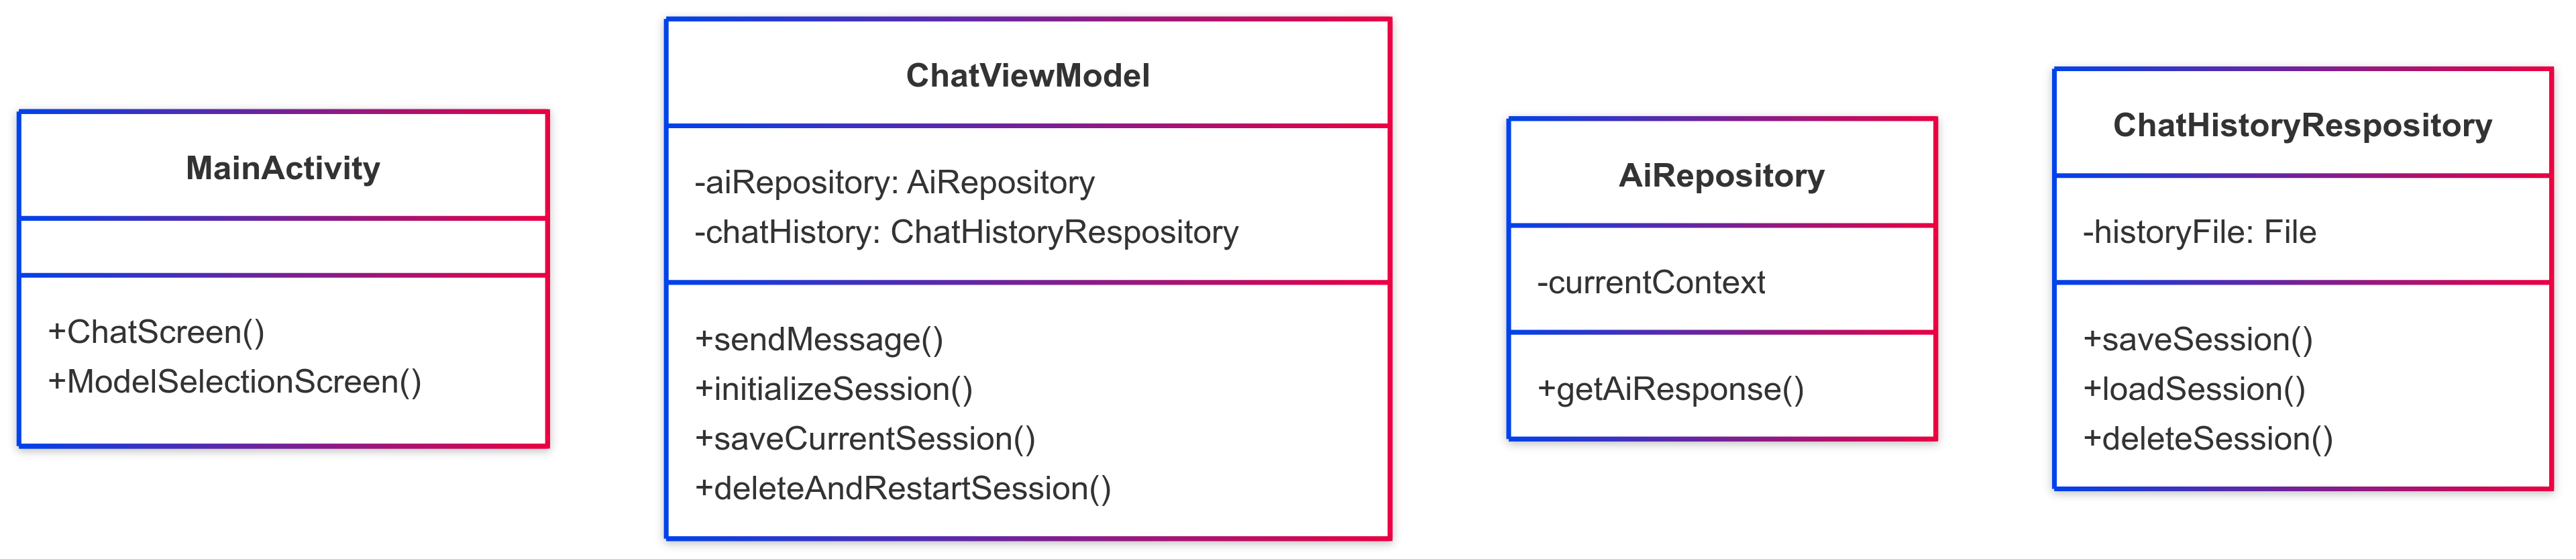 MainActivity
+ChatScreen()
+ModelSelectionScreen()
ChatViewModel
-aiRepository: AiRepository
-chatHistory: ChatHistoryRespository
+sendMessage()
+initializeSession()
+saveCurrentSession()
+deleteAndRestartSession()
AiRepository
-currentContext
+getAiResponse()
ChatHistoryRespository
-historyFile: File
+saveSession()
+loadSession()
+deleteSession()